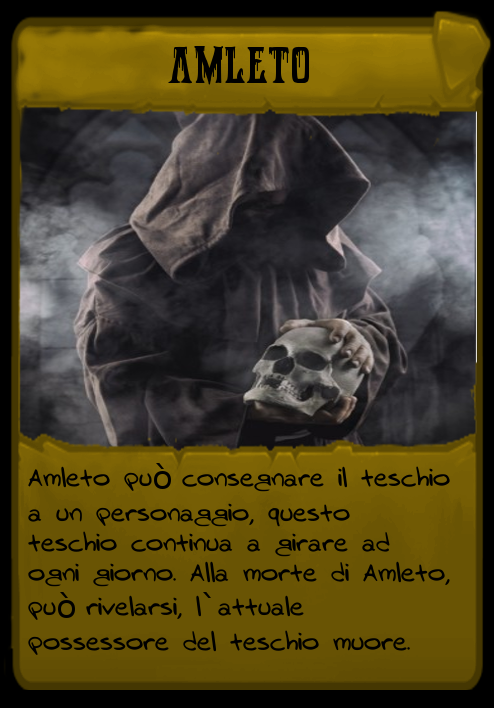 AMLETO
Amleto può consegnare il teschio
a un personaggio, questo
teschio continua a girare ad
ogni giorno. Alla morte di Amleto,
può rivelarsi, l`attuale
possessore del teschio muore.